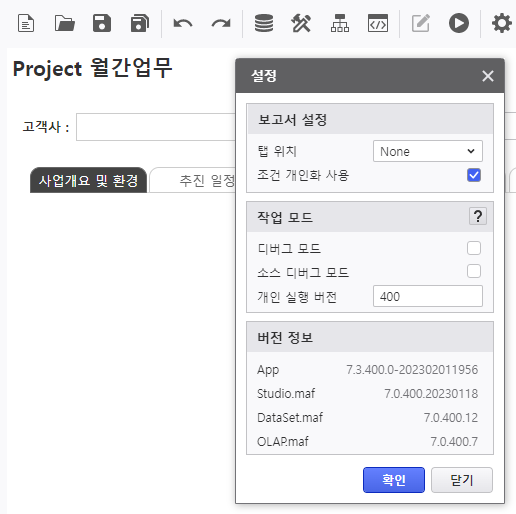 Project 월간업무
설정
고객사 :
보고서 설정
탭 위치 None
조건 개인화 사용
사업개요 및 환경 추진 일정
작업 모드 ?
디버그 모드
소스 디버그 모드
개인 실행 버전 400
버전 정보
App 7.3.400.0-202302011956
Studio.maf 7.0.400.20230118
DataSet.maf 7.0.400.12
OLAP.maf 7.0.400.7
확인 닫기